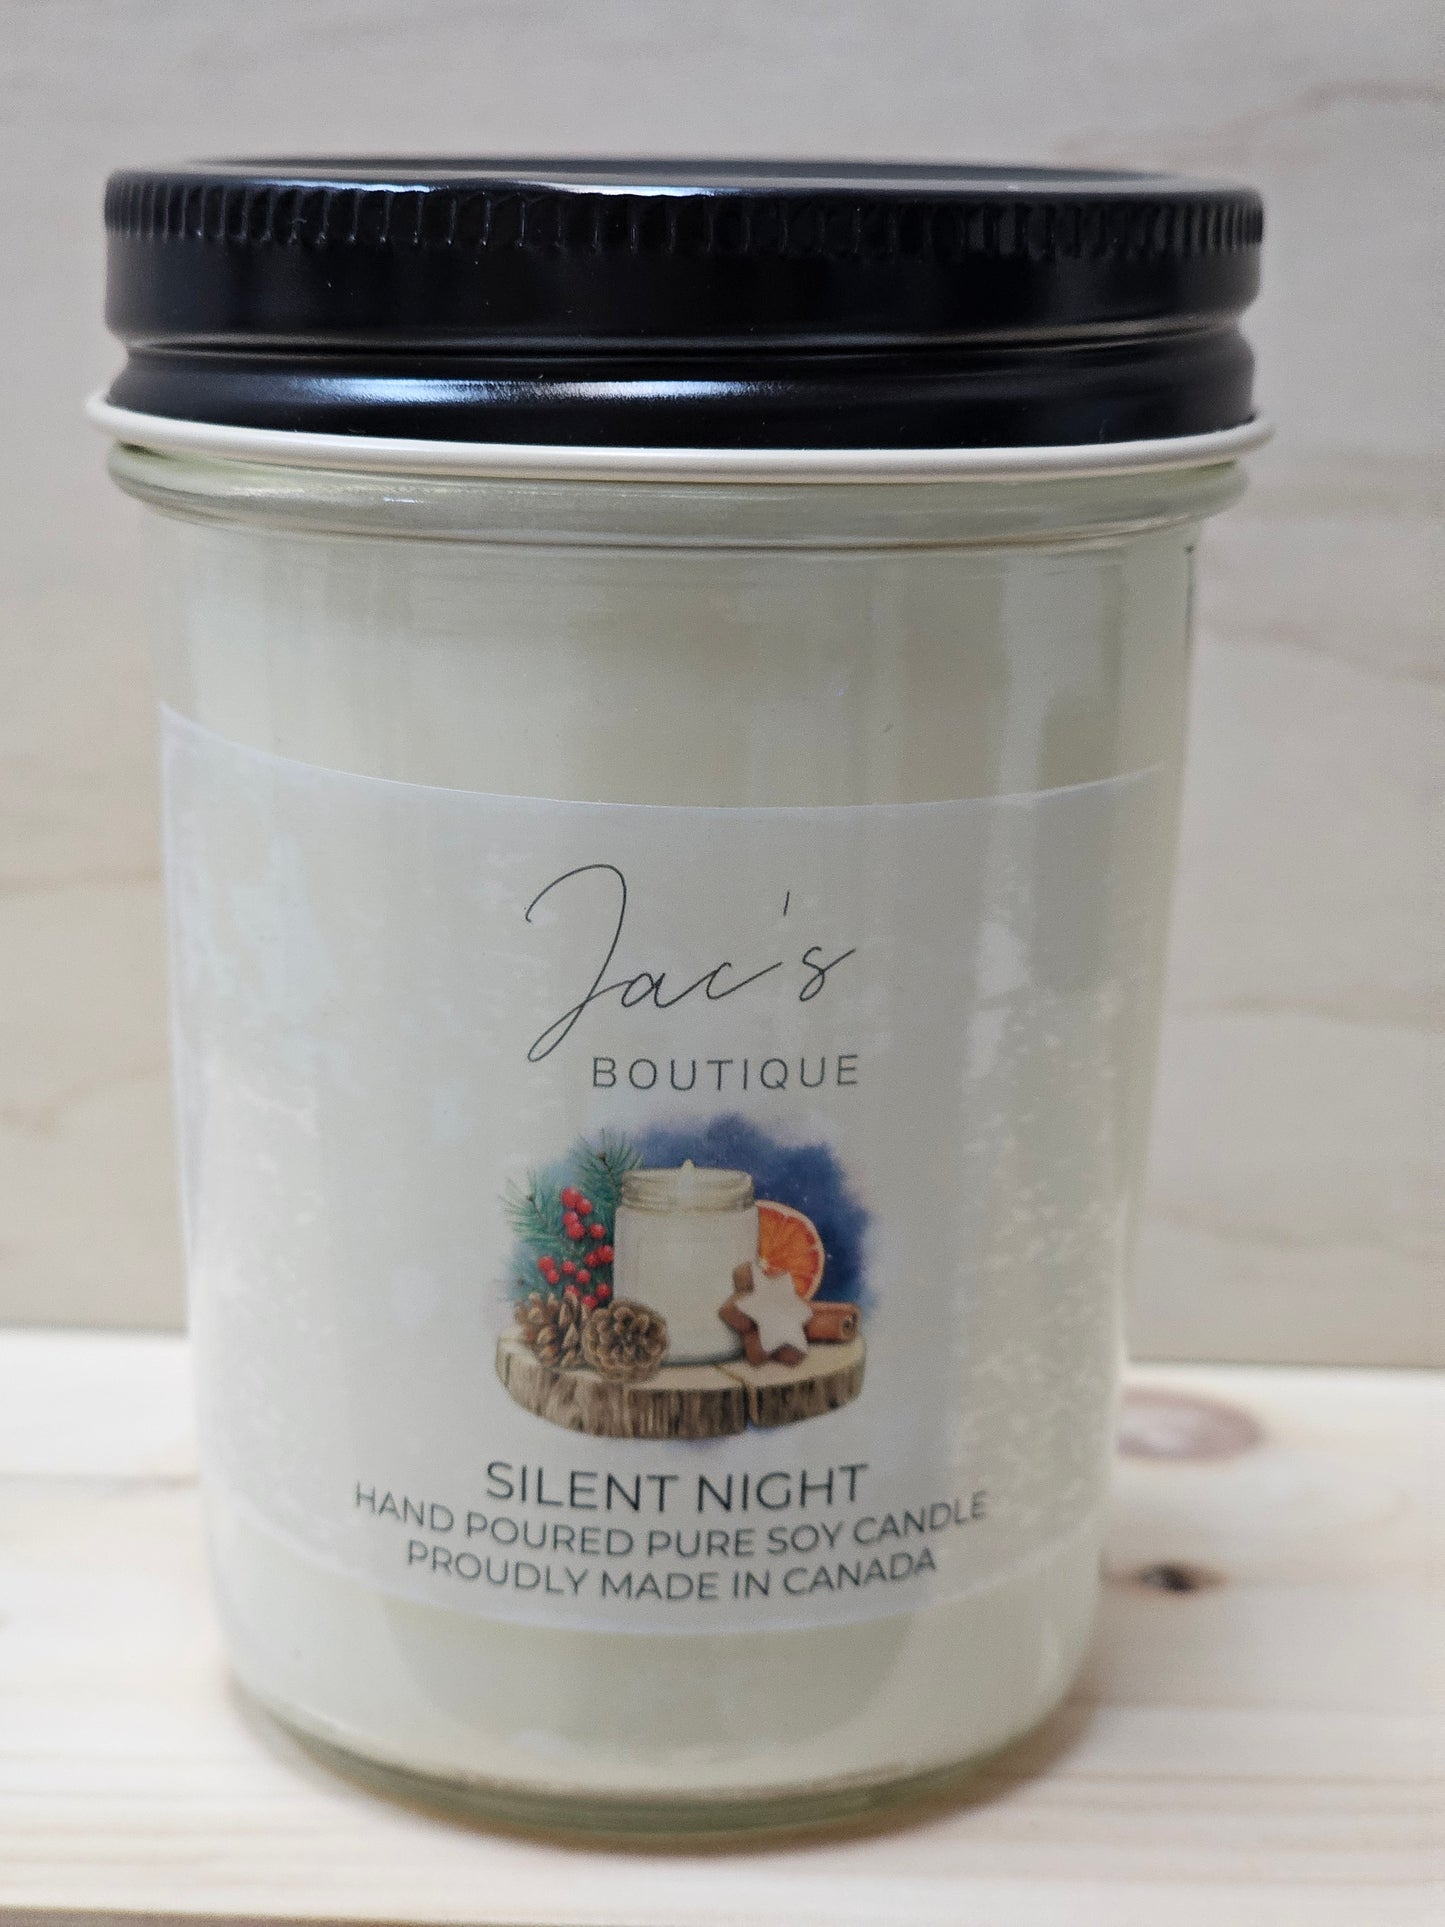 Jac's
BOUTIQUE
SILENT NIGHT
HAND POURED PURE SOY CANDLE
PROUDLY MADE IN CANADA